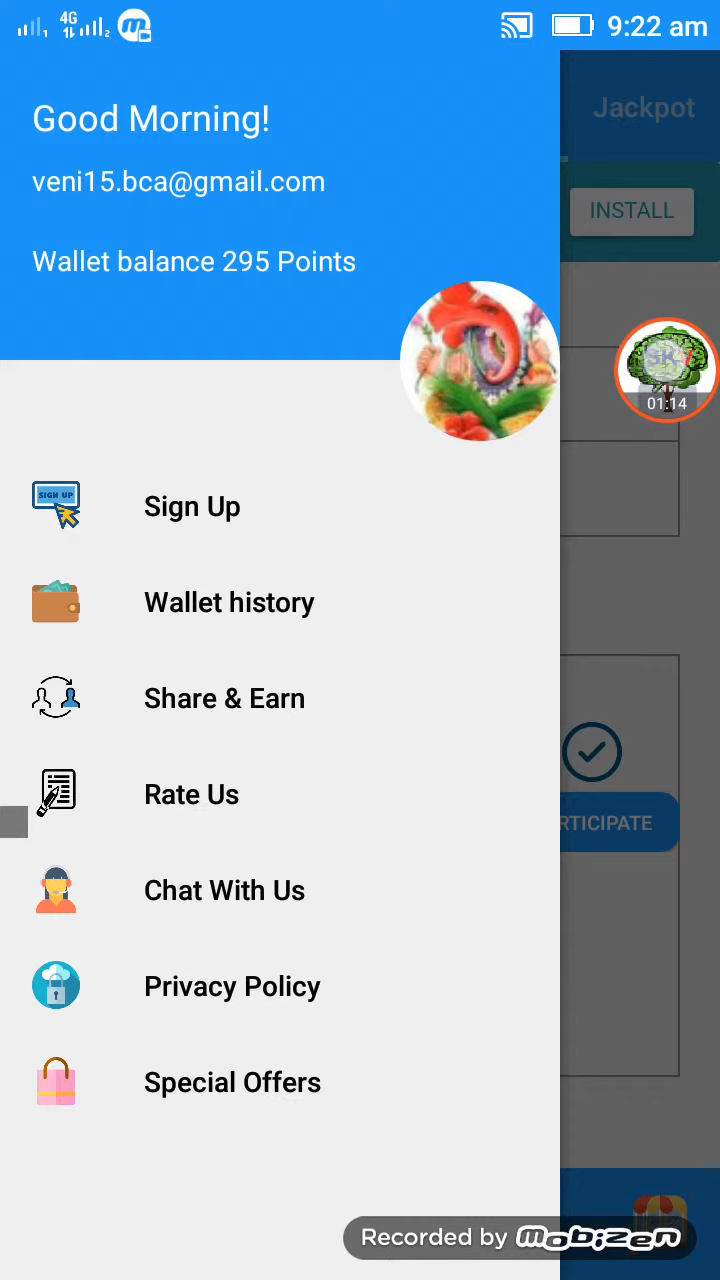 4G 9:22 am
Good Morning!
Jackpot
veni15.bca@gmail.com
INSTALL
Wallet balance 295 Points
SK
01:14
SIGN UP
Sign Up
Wallet history
Share & Earn
Rate Us
RTICIPATE
Chat With Us
Privacy Policy
Special Offers
Recorded by mobizen